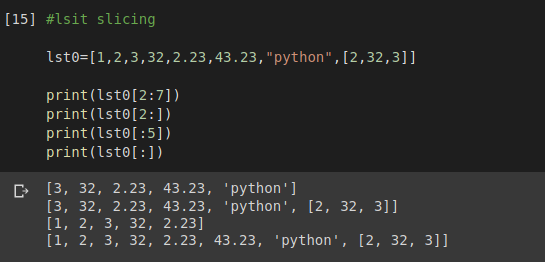 [15] #lsit slicing
lst0=[1,2,3,32,2.23,43.23,"python",[2,32,3]]
print(lst0[2:7])
print(lst0[2:])
print(lst0[:5])
print(lst0[:])
[3, 32, 2.23, 43.23, 'python']
[3, 32, 2.23, 43.23, 'python', [2, 32, 3]]
[1, 2, 3, 32, 2.23]
[1, 2, 3, 32, 2.23, 43.23, 'python', [2, 32, 3]]